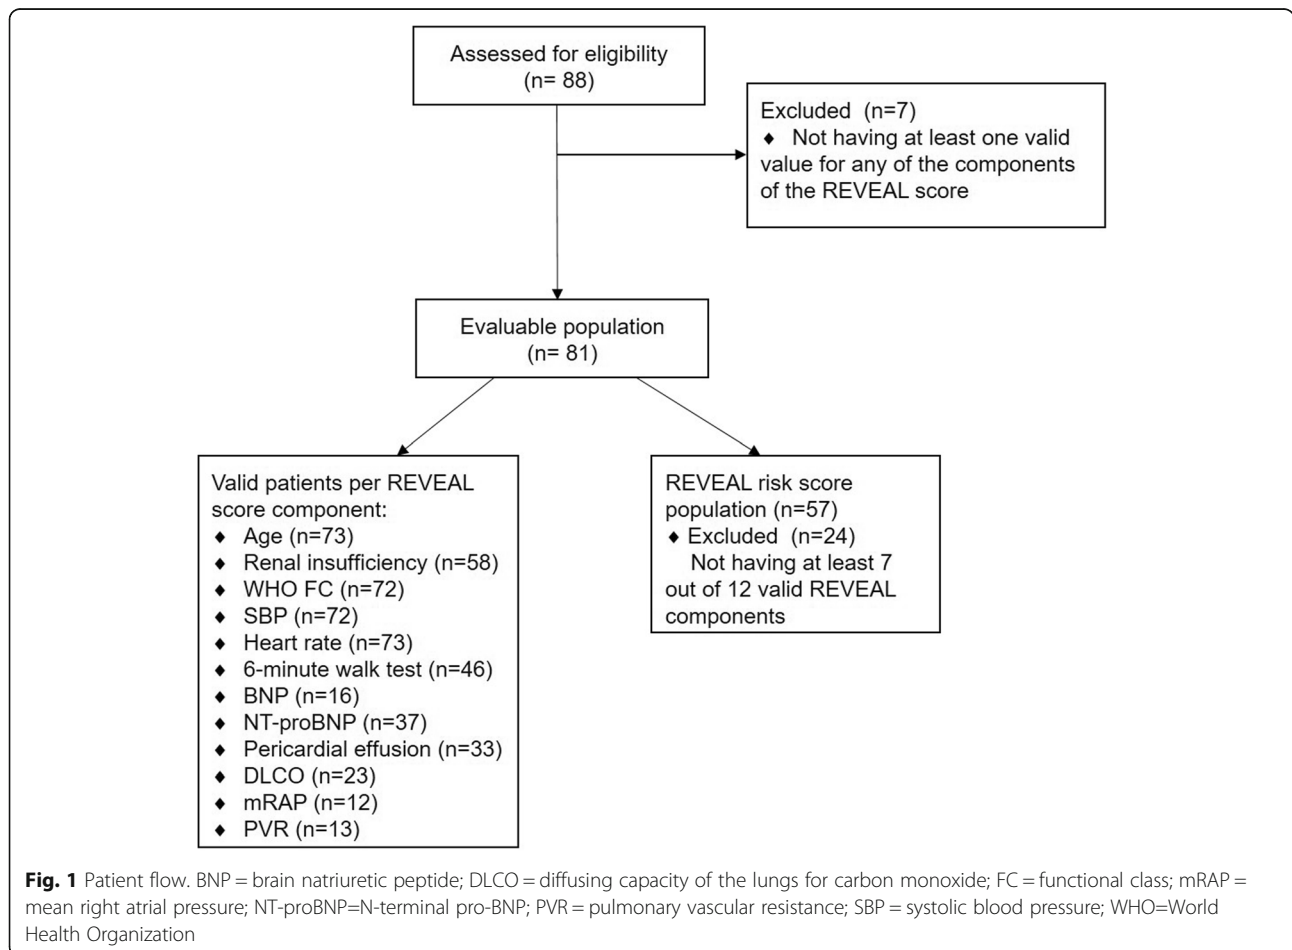 Assessed for eligibility
(n= 88)
Excluded (n=7)
♦ Not having at least one valid
value for any of the components
of the REVEAL score
Evaluable population
(n= 81)
Valid patients per REVEAL
score component:
♦ Age (n=73)
♦ Renal insufficiency (n=58)
♦ WHO FC (n=72)
♦ SBP (n=72)
♦ Heart rate (n=73)
♦ 6-minute walk test (n=46)
♦ BNP (n=16)
♦ NT-proBNP (n=37)
♦ Pericardial effusion (n=33)
♦ DLCO (n=23)
♦ mRAP (n=12)
♦ PVR (n=13)
REVEAL risk score
population (n=57)
♦ Excluded (n=24)
Not having at least 7
out of 12 valid REVEAL
components
Fig. 1 Patient flow. BNP = brain natriuretic peptide; DLCO = diffusing capacity of the lungs for carbon monoxide; FC = functional class; mRAP =
mean right atrial pressure; NT-proBNP=N-terminal pro-BNP; PVR = pulmonary vascular resistance; SBP = systolic blood pressure; WHO=World
Health Organization